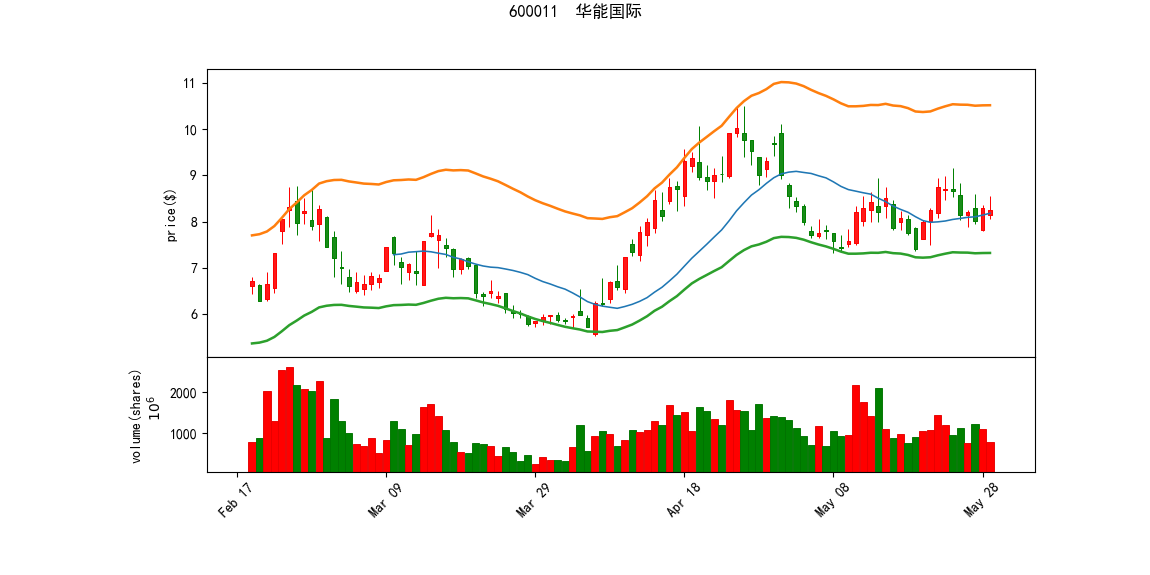 600011  华能国际
price($)
11
10
9
8
7
6
volume(shares)
10^6
2000
1000
Feb 17
Mar 09
Mar 29
Apr 18
May 08
May 28